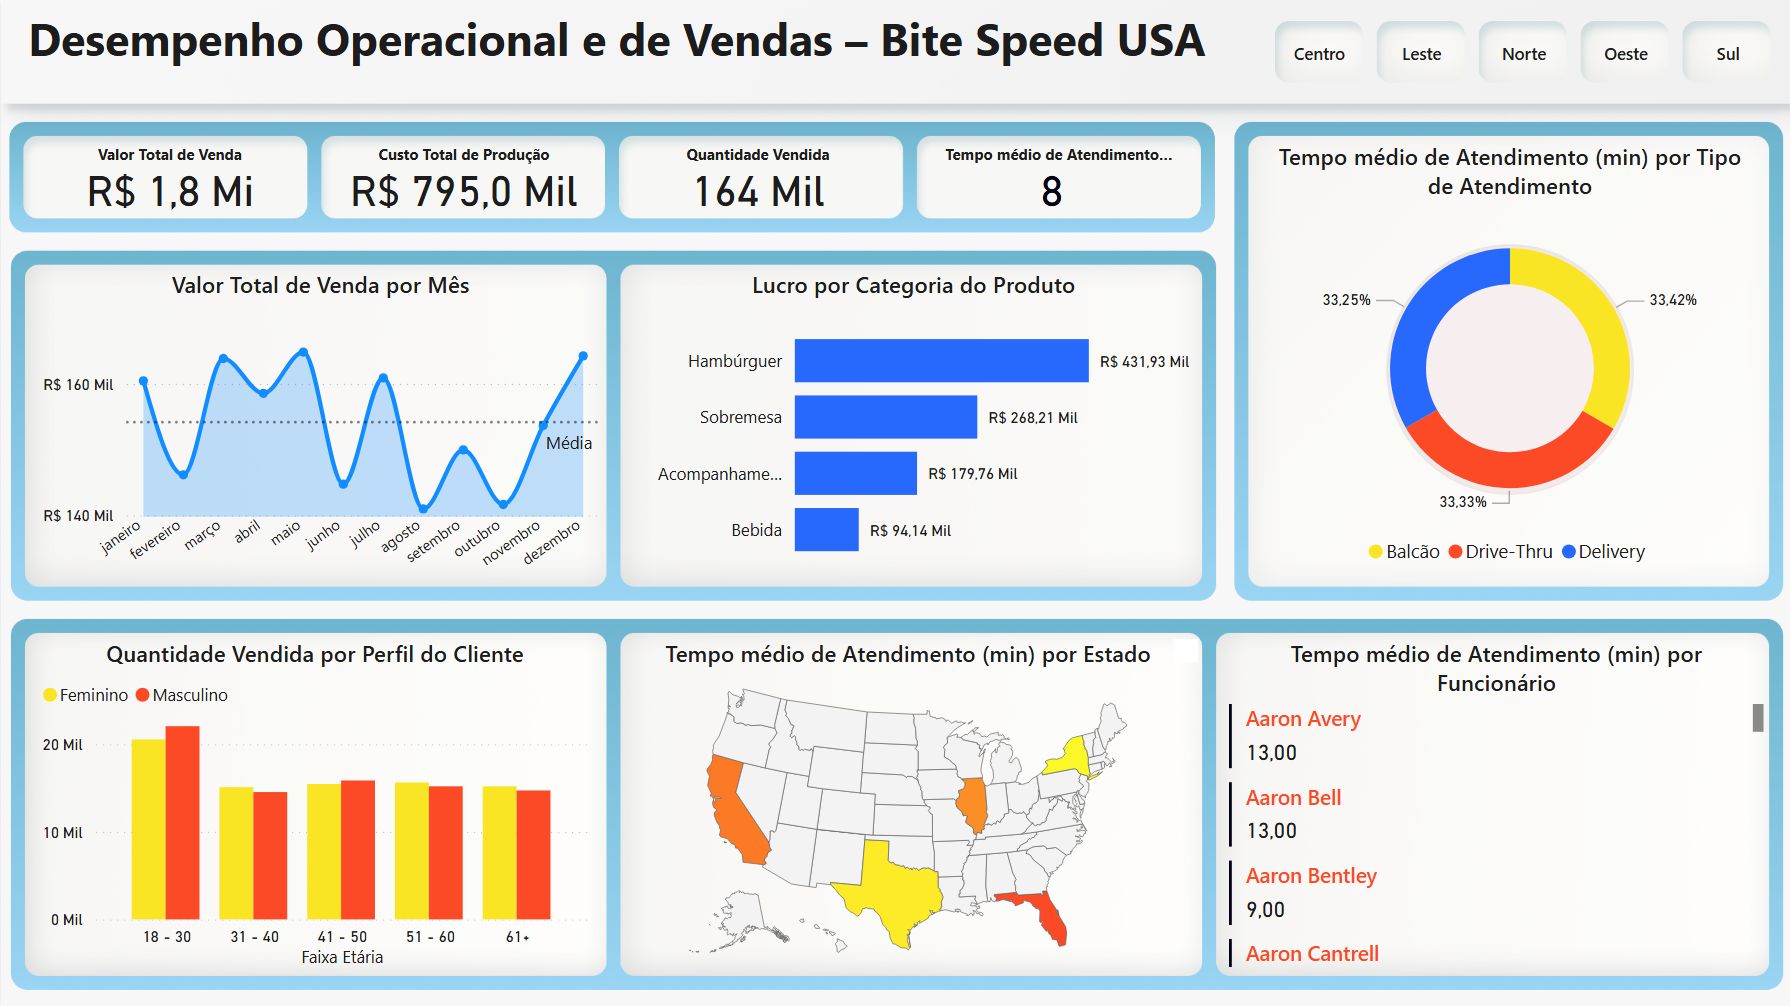 Desempenho Operacional e de Vendas – Bite Speed USA
Centro
Leste
Norte
Oeste
Sul
Valor Total de Venda
R$ 1,8 Mi
Custo Total de Produção
R$ 795,0 Mil
Quantidade Vendida
164 Mil
Tempo médio de Atendimento...
8
Tempo médio de Atendimento (min) por Tipo
de Atendimento
33,25%
33,42%
33,33%
Balcão
Drive-Thru
Delivery
Valor Total de Venda por Mês
R$ 160 Mil
Média
R$ 140 Mil
janeiro
fevereiro
março
abril
maio
junho
julho
agosto
setembro
outubro
novembro
dezembro
Lucro por Categoria do Produto
Hambúrguer
R$ 431,93 Mil
Sobremesa
R$ 268,21 Mil
Acompanhame...
R$ 179,76 Mil
Bebida
R$ 94,14 Mil
Quantidade Vendida por Perfil do Cliente
Feminino
Masculino
20 Mil
10 Mil
0 Mil
18 - 30
31 - 40
41 - 50
51 - 60
61+
Faixa Etária
Tempo médio de Atendimento (min) por Estado
Tempo médio de Atendimento (min) por
Funcionário
Aaron Avery
13,00
Aaron Bell
13,00
Aaron Bentley
9,00
Aaron Cantrell